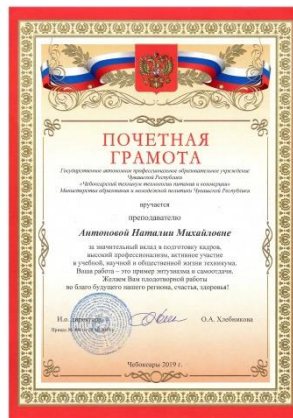 ПОЧЕТНАЯ
ГРАМОТА
Государственное автономное профессиональное образовательное учреждение
Чувашской Республики
«Чебоксарский техникум технологии питания и коммерции»
Министерства образования и молодежной политики Чувашской Республики
вручается
преподавателю
Антоновой Наталии Михайловне
за значительный вклад в подготовку кадров,
высокий профессионализм, активное участие
в учебной, научной и общественной жизни техникума.
Ваша работа – это пример энтузиазма и самоотдачи.
Желаем Вам плодотворной работы
во благо будущего нашего региона, счастья, здоровья!
И.о. директора
О.А. Хлебникова
Приказ №
Чебоксары 2019 г.